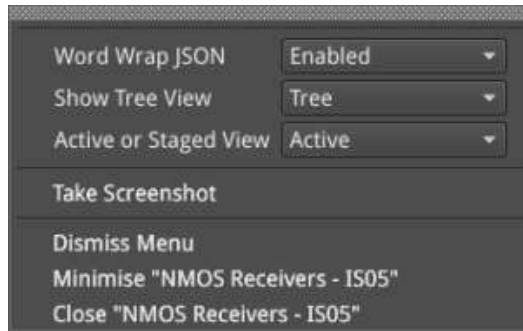 Word Wrap JSON Enabled
Show Tree View Tree
Active or Staged View Active
Take Screenshot
Dismiss Menu
Minimise "NMOS Receivers - IS05"
Close "NMOS Receivers - IS05"